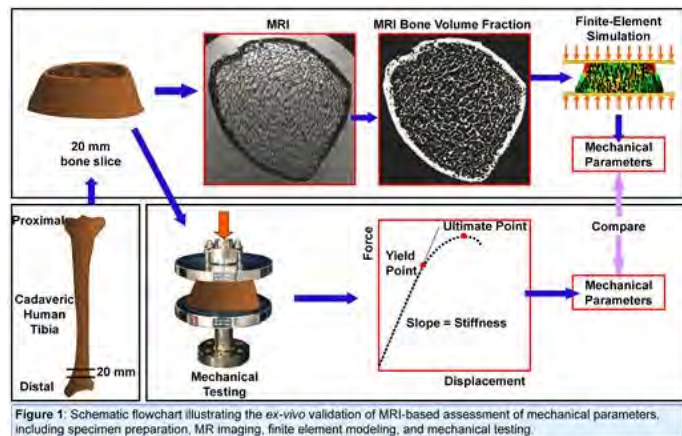 MRI
MRI Bone Volume Fraction
Finite-Element
Simulation
20 mm
bone slice
Mechanical
Parameters
Proximal
Cadaveric
Human
Tibia
20 mm
Distal
Mechanical
Testing
Force
Ultimate Point
Yield
Point
Slope = Stiffness
Displacement
Compare
Mechanical
Parameters
Figure 1: Schematic flowchart illustrating the ex-vivo validation of MRI-based assessment of mechanical parameters,
including specimen preparation, MR imaging, finite element modeling, and mechanical testing.